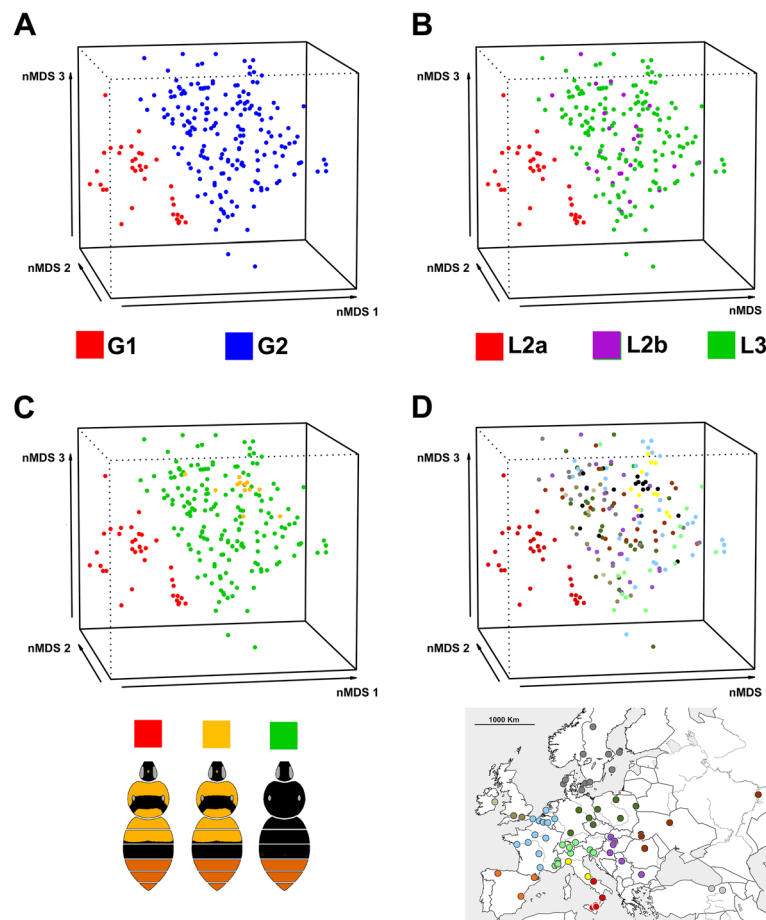 A
B
nMDS 3
nMDS 3
nMDS 2
nMDS 2
nMDS 1
nMDS
G1
G2
L2a
L2b
L3
C
D
nMDS 3
nMDS 3
nMDS 2
nMDS 2
nMDS 1
nMDS
1000 Km